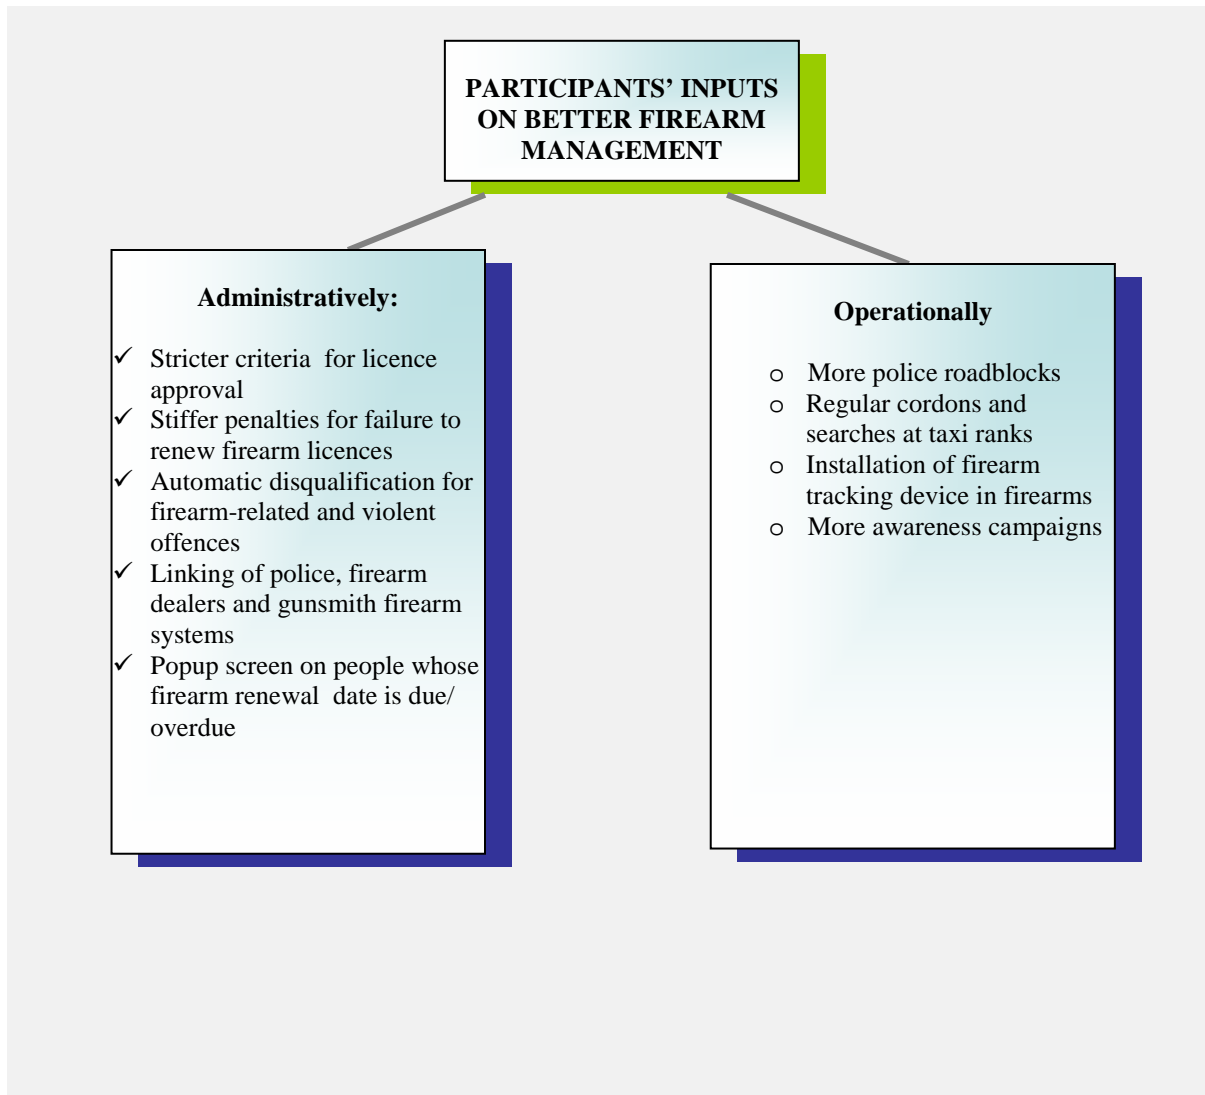 PARTICIPANTS’ INPUTS
ON BETTER FIREARM
MANAGEMENT
Administratively:
✓ Stricter criteria for licence
approval
✓ Stiffer penalties for failure to
renew firearm licences
✓ Automatic disqualification for
firearm-related and violent
offences
✓ Linking of police, firearm
dealers and gunsmith firearm
systems
✓ Popup screen on people whose
firearm renewal date is due/
overdue
Operationally
o More police roadblocks
o Regular cordons and
searches at taxi ranks
o Installation of firearm
tracking device in firearms
o More awareness campaigns